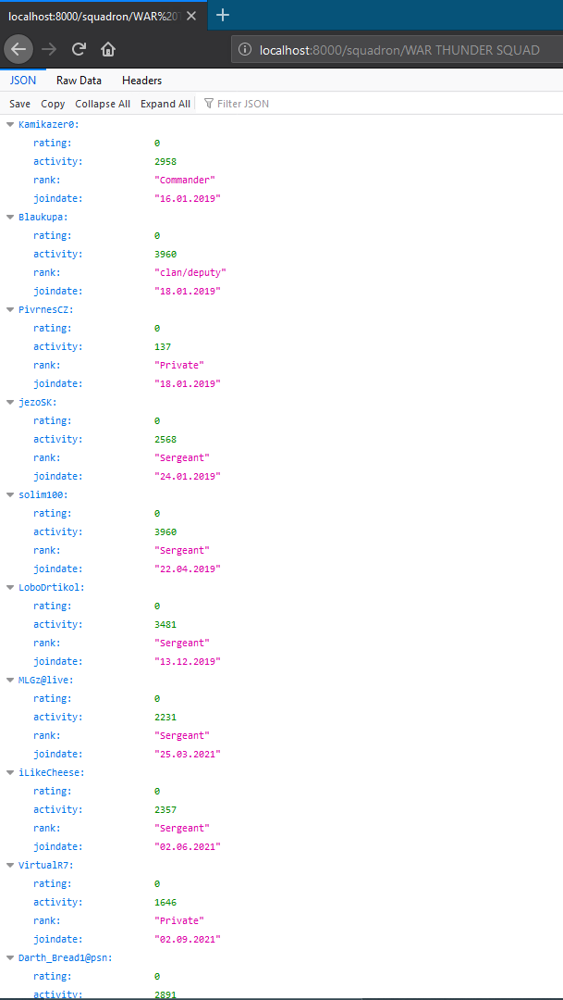 localhost:8000/squadron/WAR%20T
localhost:8000/squadron/WAR THUNDER SQUAD
JSON Raw Data Headers
Save Copy Collapse All Expand All Filter JSON
Kamikazer0:
rating: 0
activity: 2958
rank: "Commander"
joindate: "16.01.2019"
Blaukupa:
rating: 0
activity: 3960
rank: "clan/deputy"
joindate: "18.01.2019"
PivrnesCZ:
rating: 0
activity: 137
rank: "Private"
joindate: "18.01.2019"
jezoSK:
rating: 0
activity: 2568
rank: "Sergeant"
joindate: "24.01.2019"
solim100:
rating: 0
activity: 3960
rank: "Sergeant"
joindate: "22.04.2019"
LoboDrtikol:
rating: 0
activity: 3481
rank: "Sergeant"
joindate: "13.12.2019"
MLGz@live:
rating: 0
activity: 2231
rank: "Sergeant"
joindate: "25.03.2021"
iLikeCheese:
rating: 0
activity: 2357
rank: "Sergeant"
joindate: "02.06.2021"
VirtualR7:
rating: 0
activity: 1646
rank: "Private"
joindate: "02.09.2021"
Darth_Bread1@psn:
rating: 0
activity: 2891